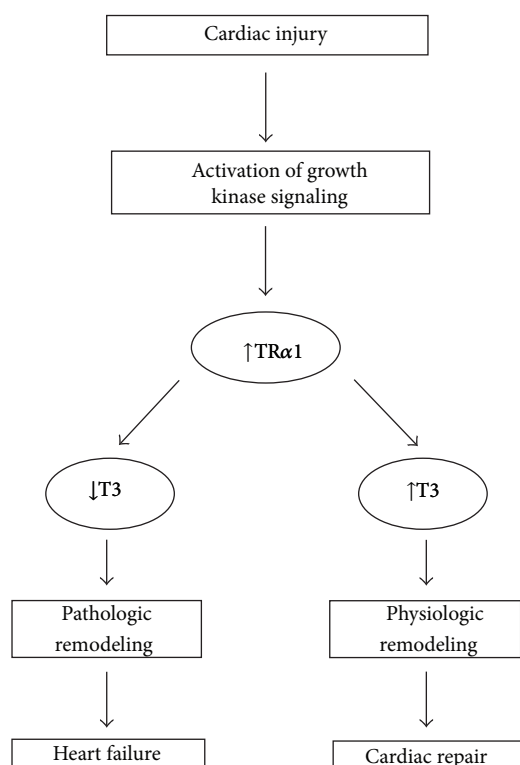 Cardiac injury
Activation of growth
kinase signaling
↑TRα1
↓T3
↑T3
Pathologic
remodeling
Physiologic
remodeling
Heart failure
Cardiac repair